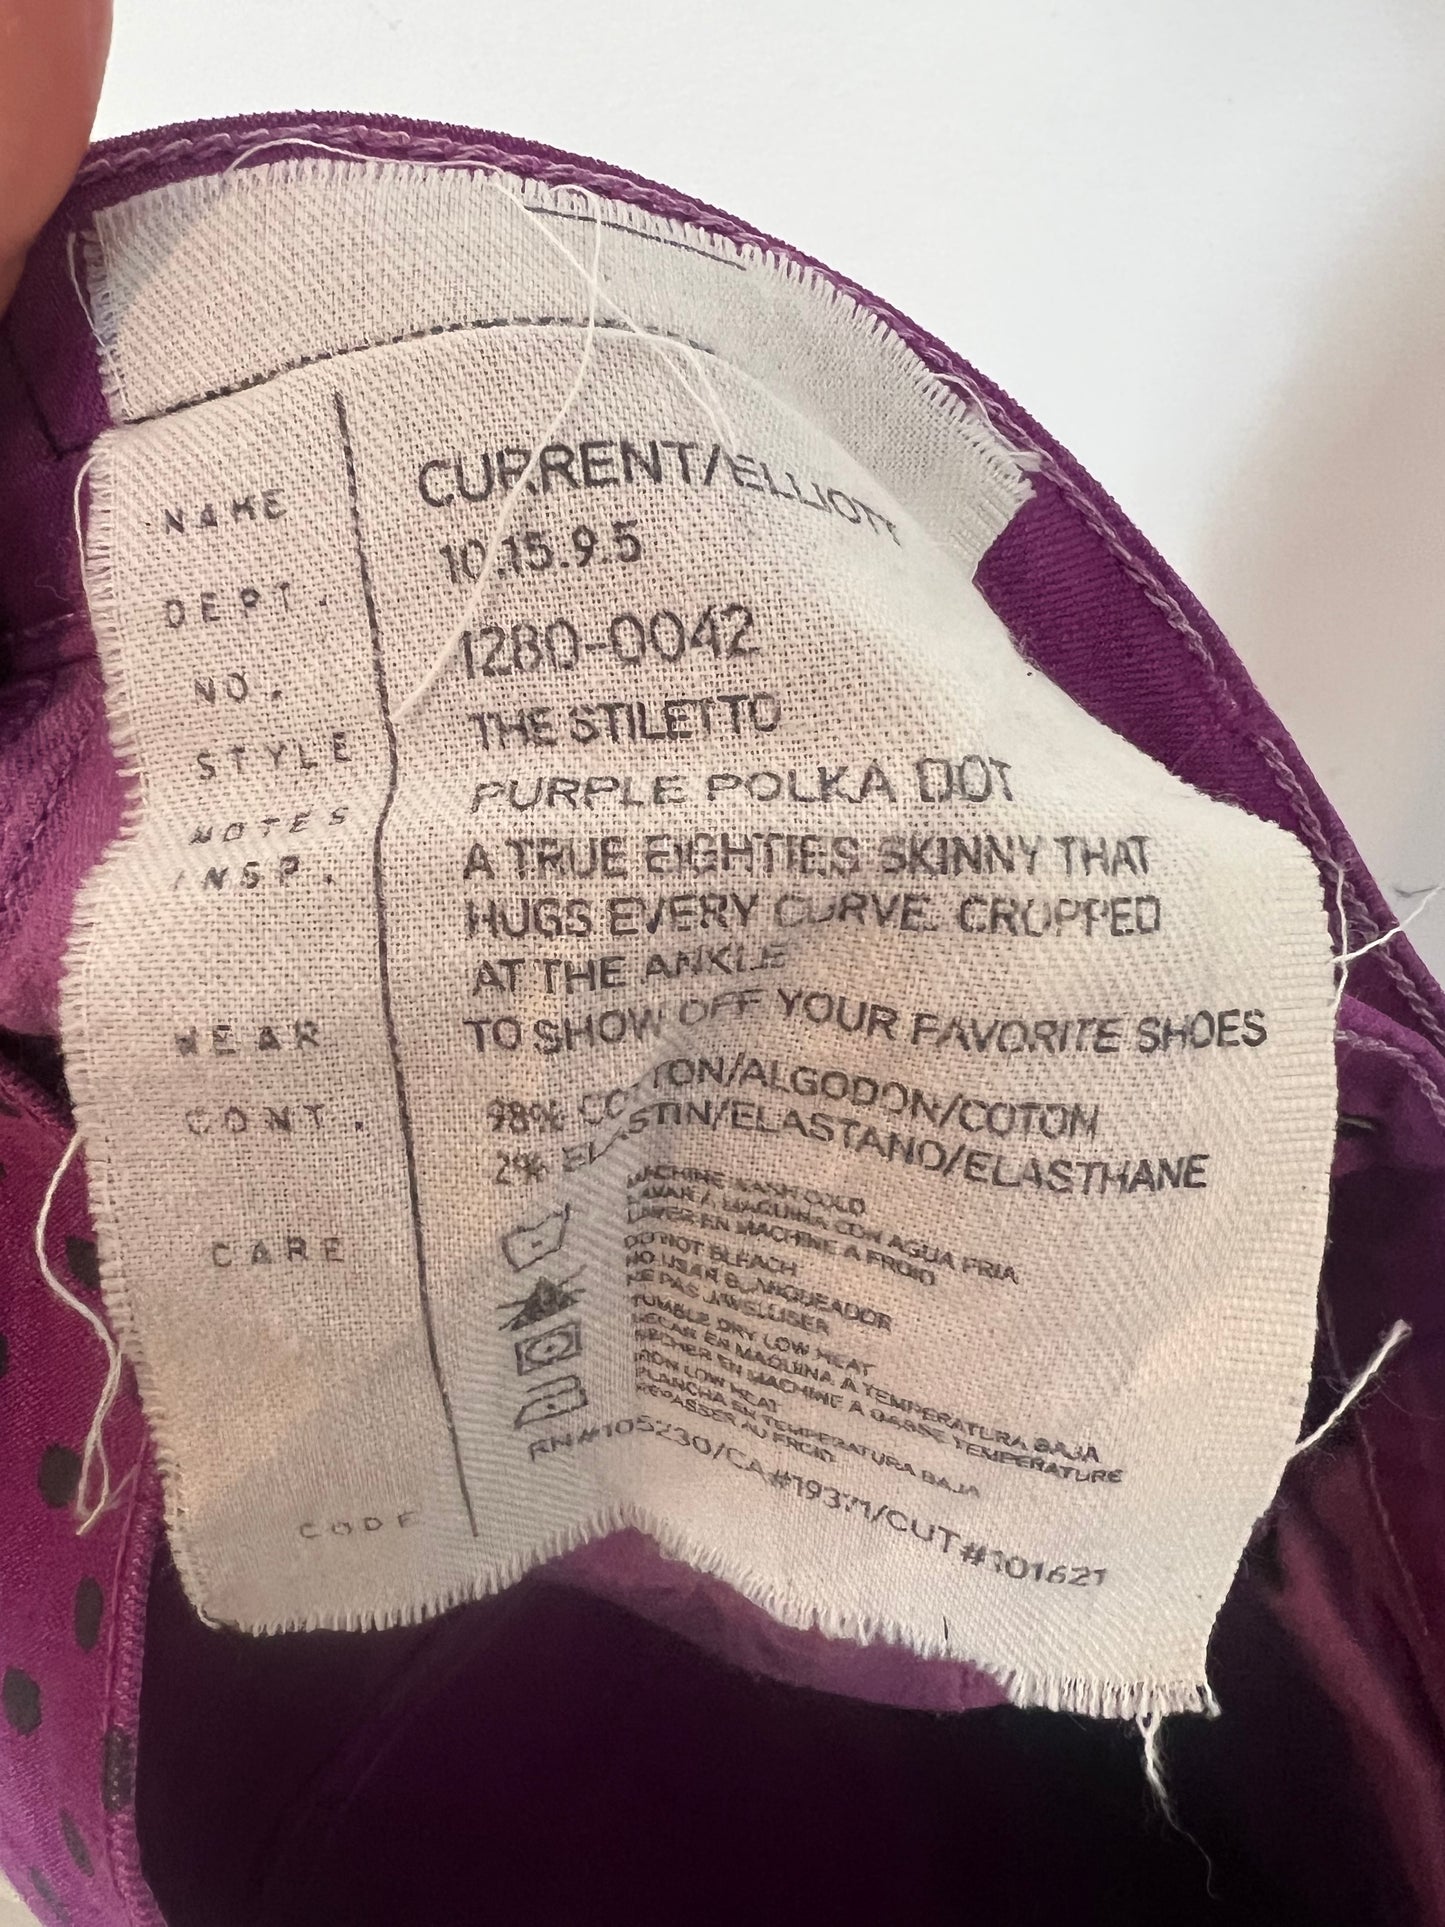 NAME CURRENT/ELLIOTT
DEPT. 10.15.9.5
NO. 1280-0042
STYLE THE STILETTO
NOTES PURPLE POLKA DOT
INSP. A TRUE EIGHTIES SKINNY THAT
HUGS EVERY CURVE. CROPPED
AT THE ANKLE
WEAR TO SHOW OFF YOUR FAVORITE SHOES
CONT. 98% COTTON/ALGODON/COTON
2% ELASTIN/ELASTANO/ELASTHANE
CARE MACHINE WASH COLD
LAVAR / MAQUINA CON AGUA FRIA
LAVER EN MACHINE A FROID
DO NOT BLEACH
NO USAR BLANQUEADOR
NE PAS JAVELLISER
TUMBLE DRY LOW HEAT
SECAR EN MAQUINA A TEMPERATURA BAJA
SECHER EN MACHINE A BASSE TEMPERATURE
IRON LOW HEAT
PLANCHA EN TEMPERATURA BAJA
REPASSER AU FROID
CODE RN#105230/CA#19371/CUT#101621